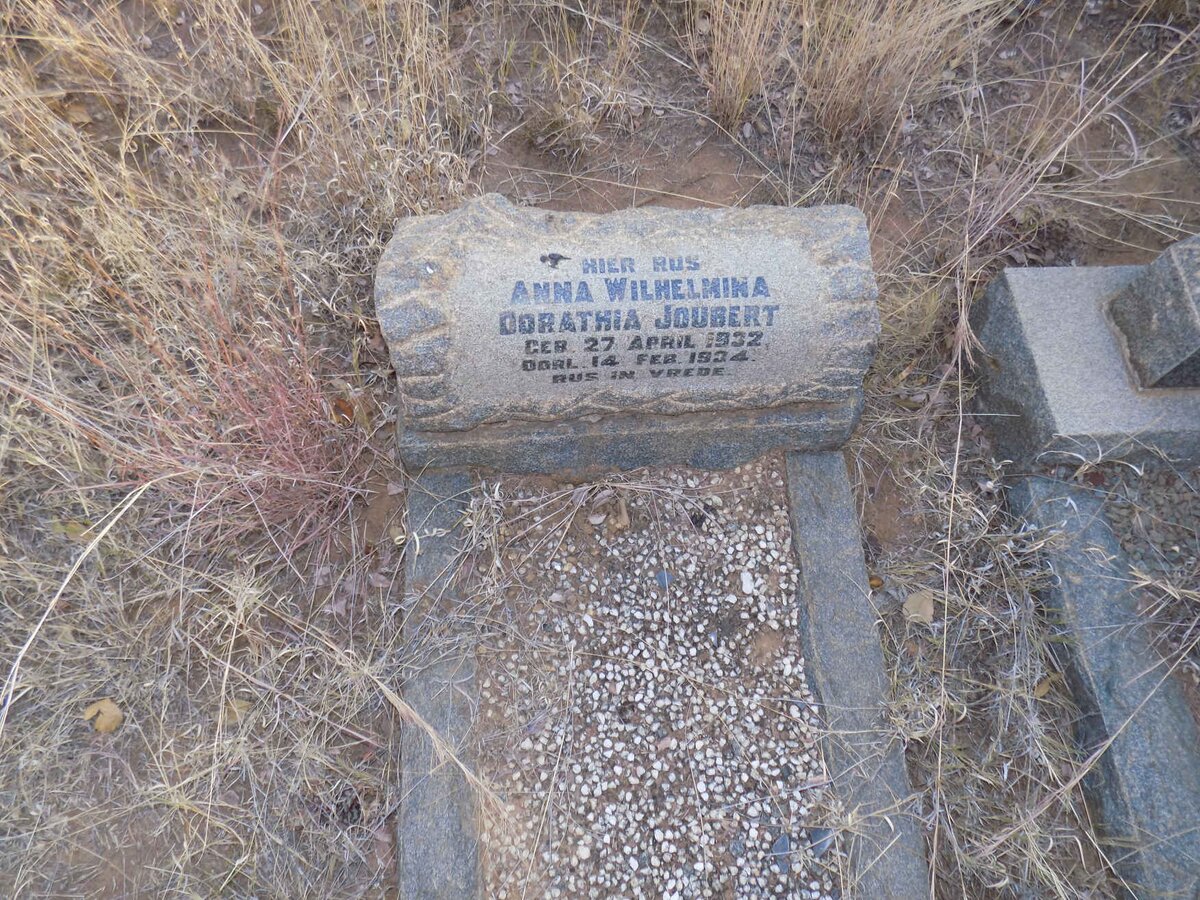 HIER RUS
ANNA WILHELMINA
DORATHIA JOUBERT
GEB. 27 APRIL 1932
OORL. 14 FEB. 1934.
RUS IN VREDE.